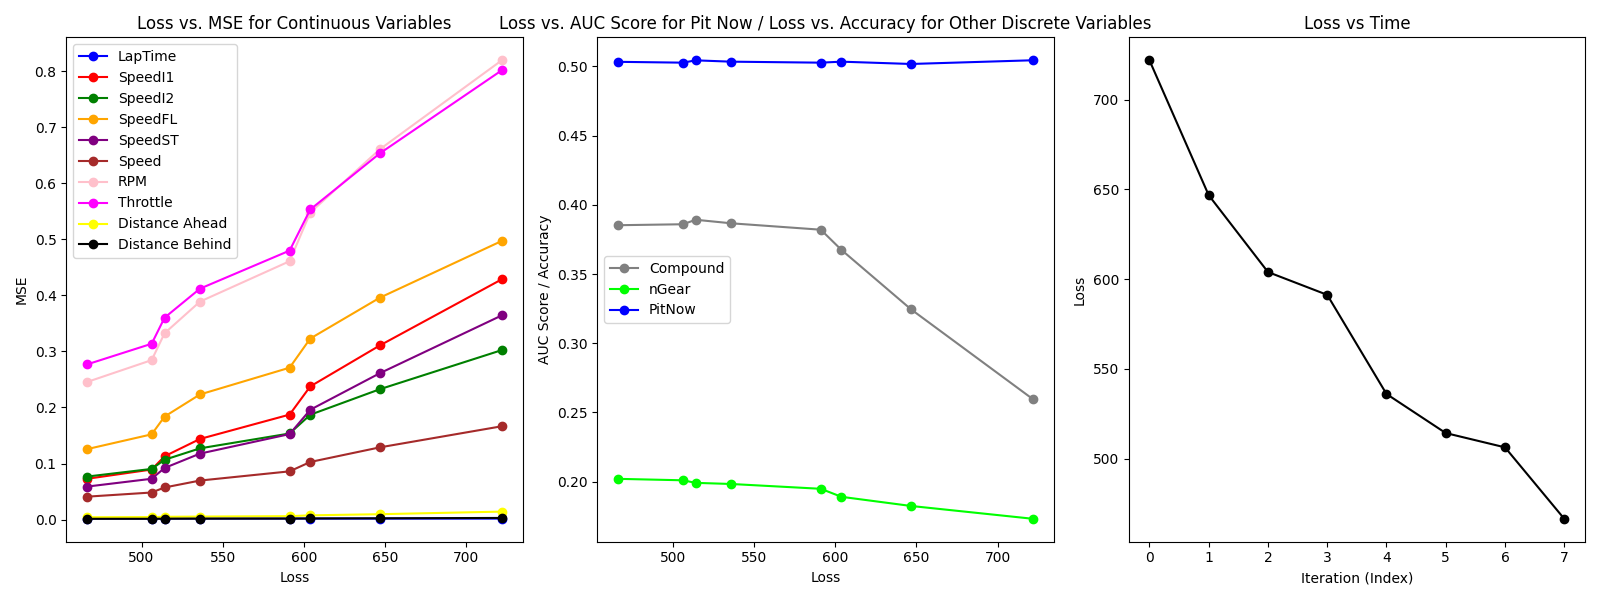 Loss vs. MSE for Continuous Variables
MSE
0.8
0.7
0.6
0.5
0.4
0.3
0.2
0.1
0.0
LapTime
SpeedI1
SpeedI2
SpeedFL
SpeedST
Speed
RPM
Throttle
Distance Ahead
Distance Behind
500 550 600 650 700
Loss
Loss vs. AUC Score for Pit Now / Loss vs. Accuracy for Other Discrete Variables
AUC Score / Accuracy
0.50
0.45
0.40
0.35
0.30
0.25
0.20
Compound
nGear
PitNow
500 550 600 650 700
Loss
Loss vs Time
Loss
700
650
600
550
500
0 1 2 3 4 5 6 7
Iteration (Index)